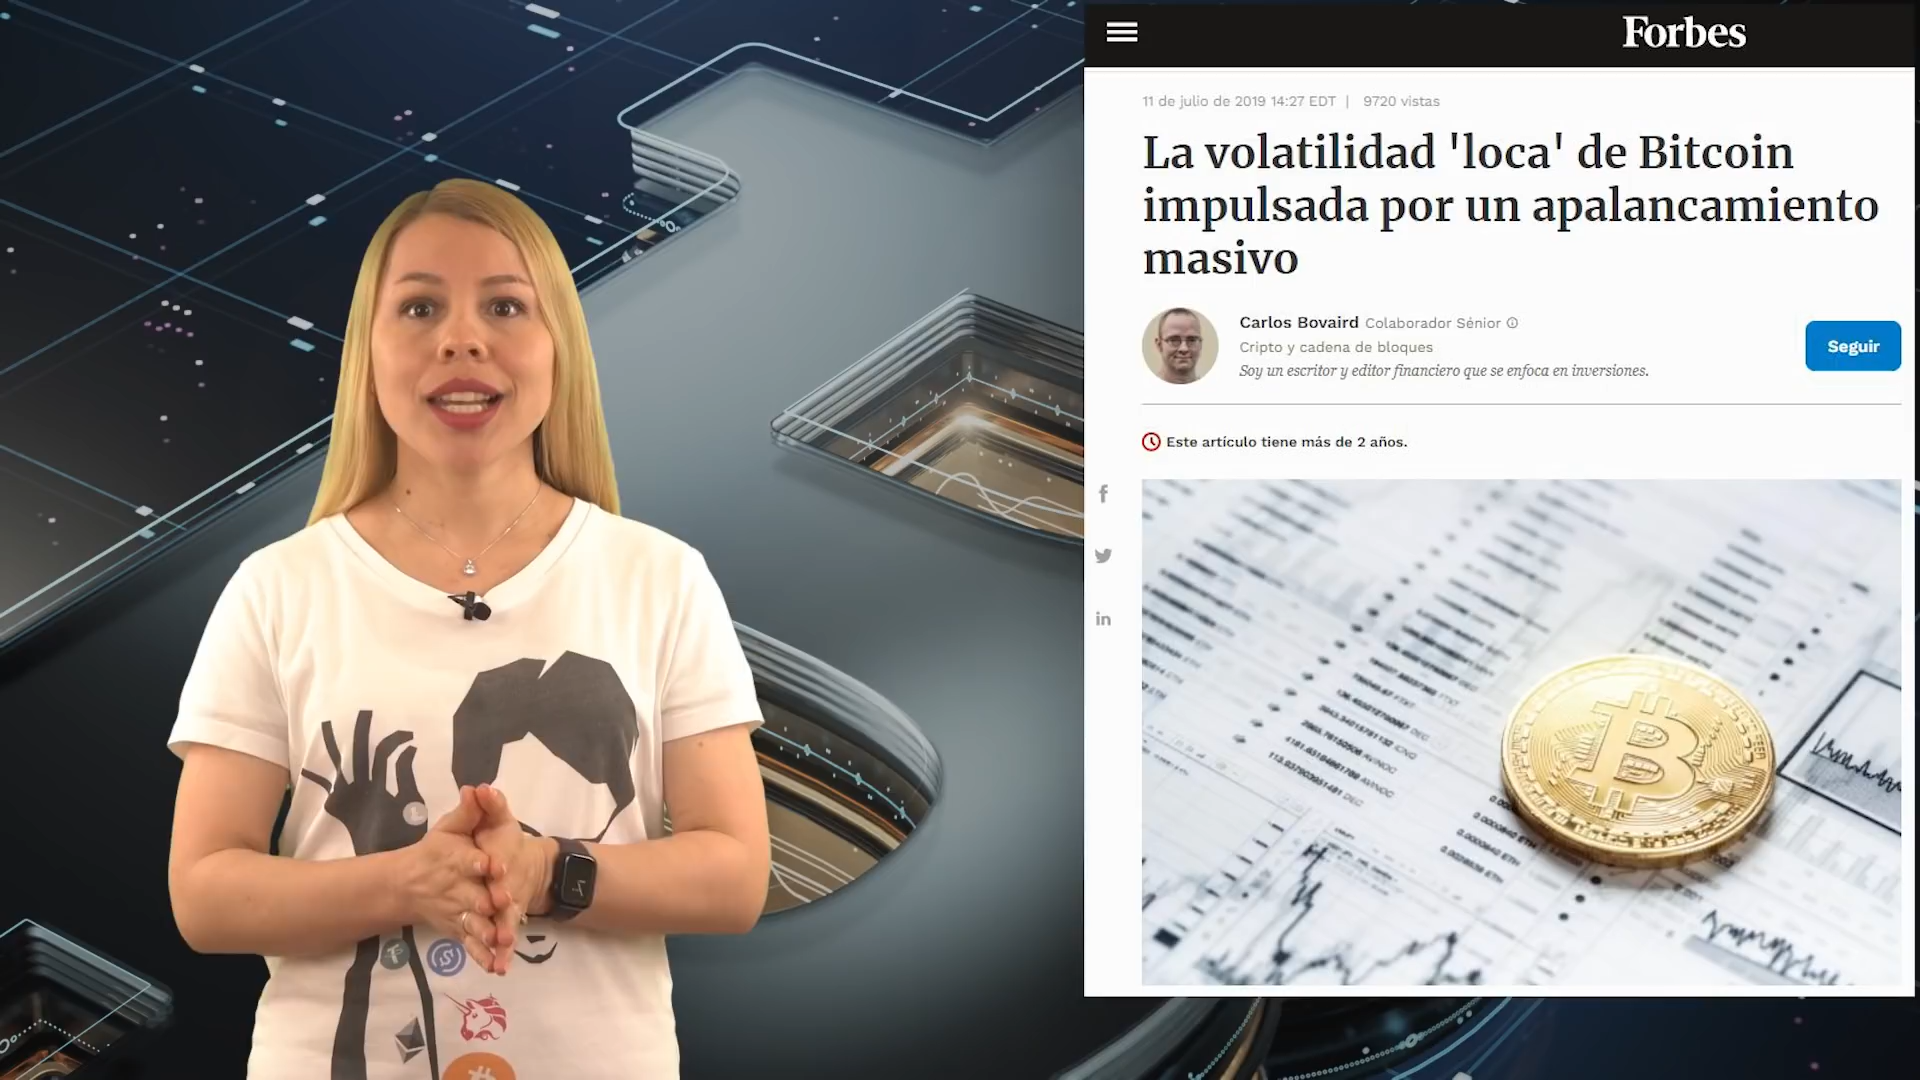 Forbes
11 de julio de 2019 14:27 EDT | 9720 vistas
La volatilidad 'loca' de Bitcoin
impulsada por un apalancamiento
masivo
Carlos Bovaird Colaborador Sénior
Cripto y cadena de bloques
Soy un escritor y editor financiero que se enfoca en inversiones.
Seguir
Este artículo tiene más de 2 años.